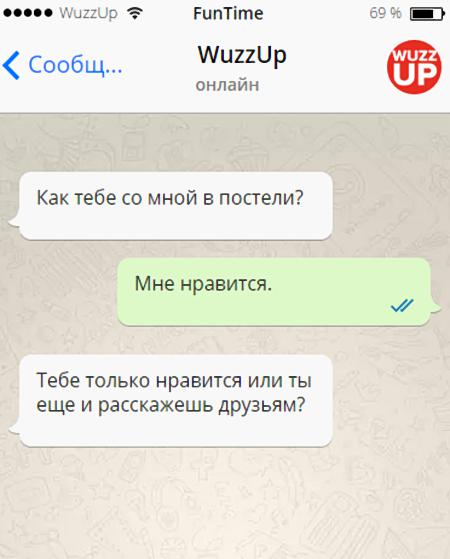 WuzzUp FunTime 69 %
WuzzUp
Сообщ...
онлайн
WUZZ
UP
Как тебе со мной в постели?
Мне нравится.
Тебе только нравится или ты
еще и расскажешь друзьям?